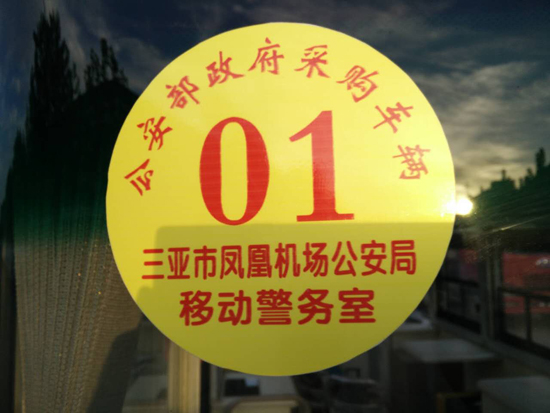 公安部政府采购车辆
01
三亚市凤凰机场公安局
移动警务室